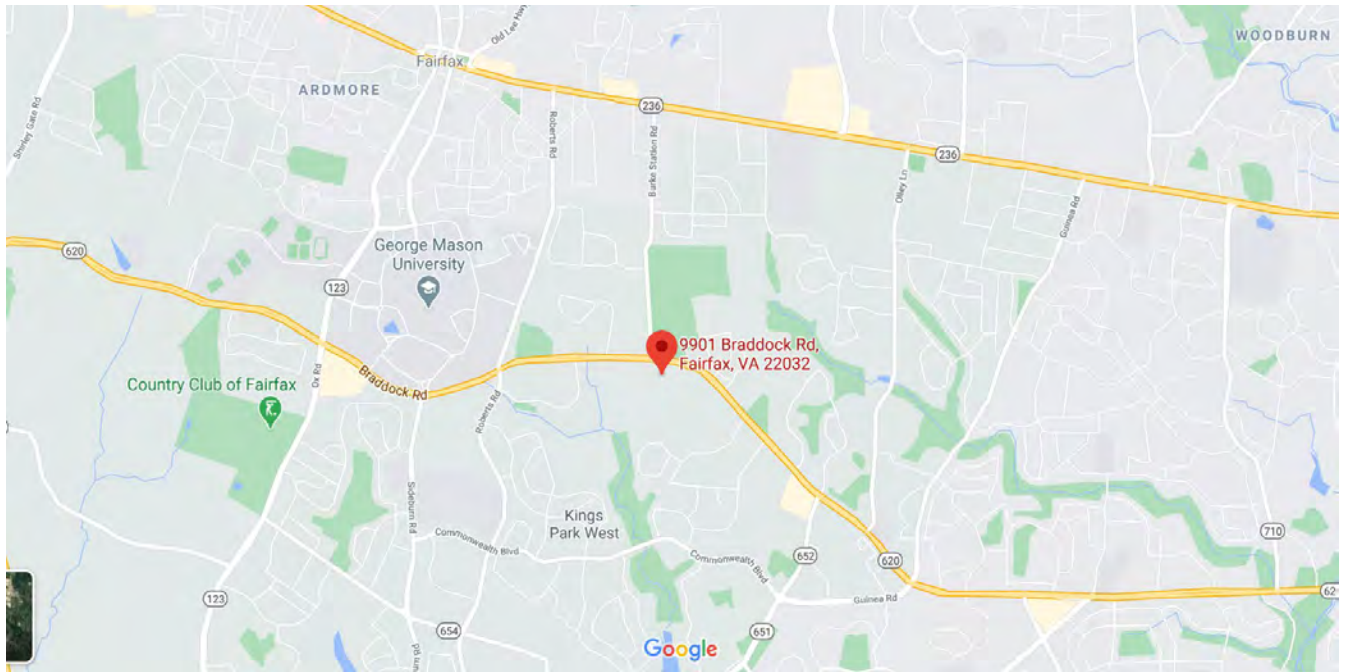 Old Lee Hwy
WOODBURN
Fairfax
ARDMORE
Shirley Gate Rd
236
Roberts Rd
Burke Station Rd
236
Olley Ln
Guinea Rd
George Mason
University
620
123
9901 Braddock Rd,
Fairfax, VA 22032
Country Club of Fairfax
Ox Rd
Braddock Rd
Roberts Rd
Sideburn Rd
Kings
Park West
Commonwealth Blvd
Commonwealth Blvd
652
620
710
123
Guinea Rd
62
654
651
Google